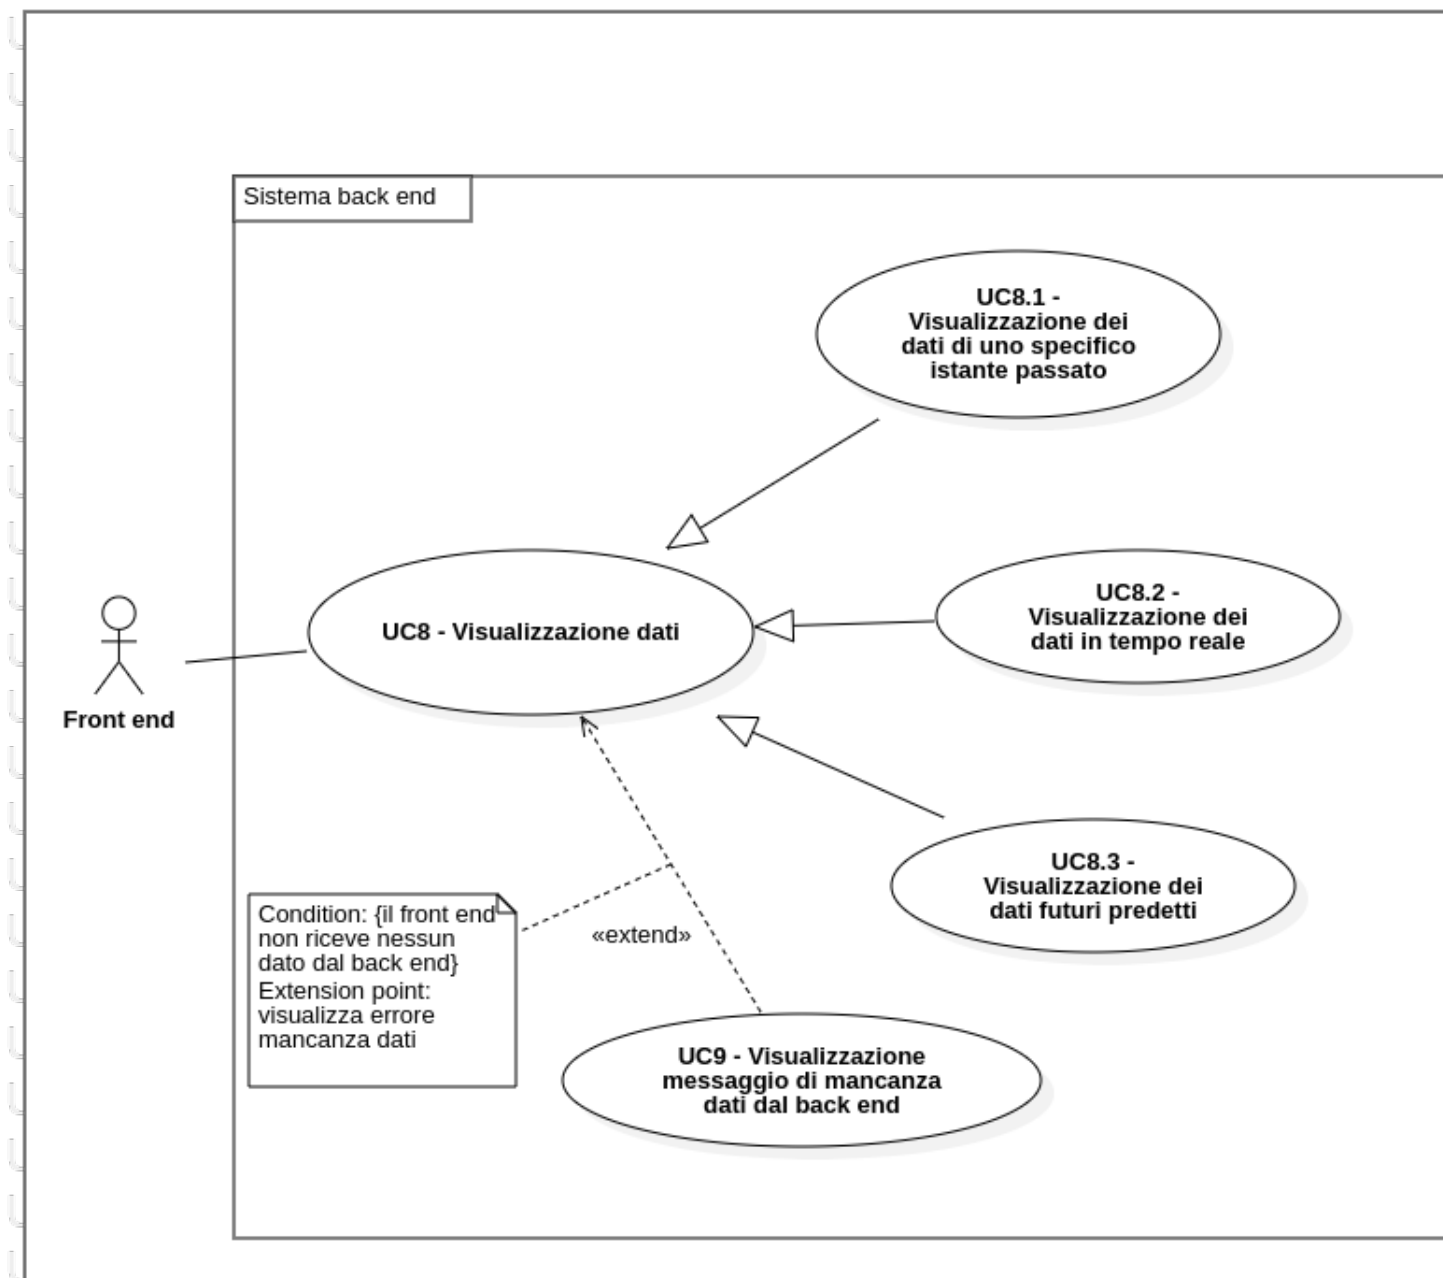 Sistema back end
UC8.1 -
Visualizzazione dei
dati di uno specifico
istante passato
UC8 - Visualizzazione dati
UC8.2 -
Visualizzazione dei
dati in tempo reale
Front end
UC8.3 -
Visualizzazione dei
dati futuri predetti
Condition: {il front end
non riceve nessun
dato dal back end}
Extension point:
visualizza errore
mancanza dati
«extend»
UC9 - Visualizzazione
messaggio di mancanza
dati dal back end